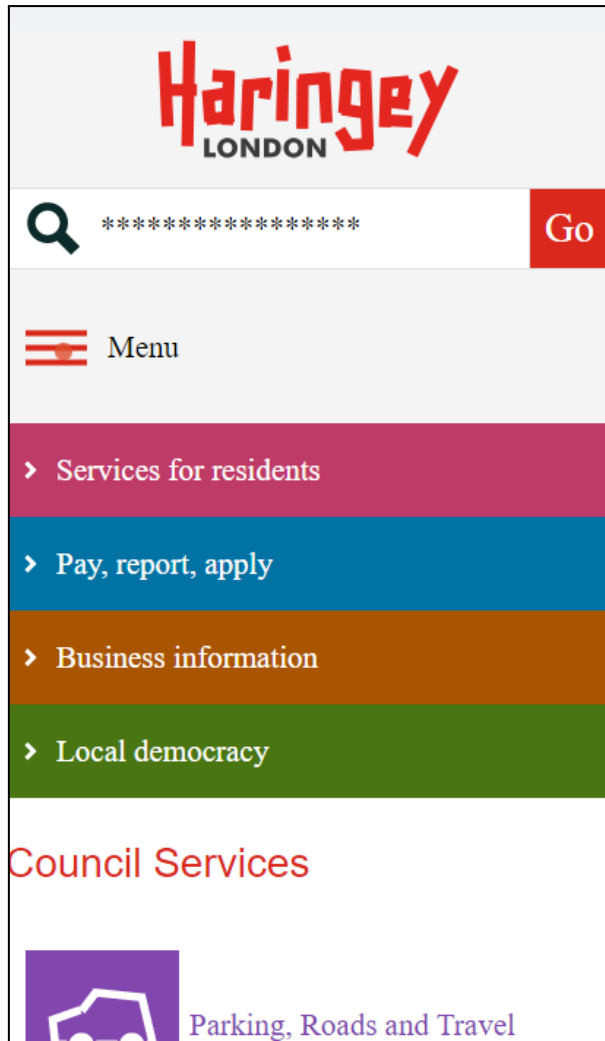 Haringey
LONDON
***************** Go
Menu
Services for residents
Pay, report, apply
Business information
Local democracy
Council Services
Parking, Roads and Travel